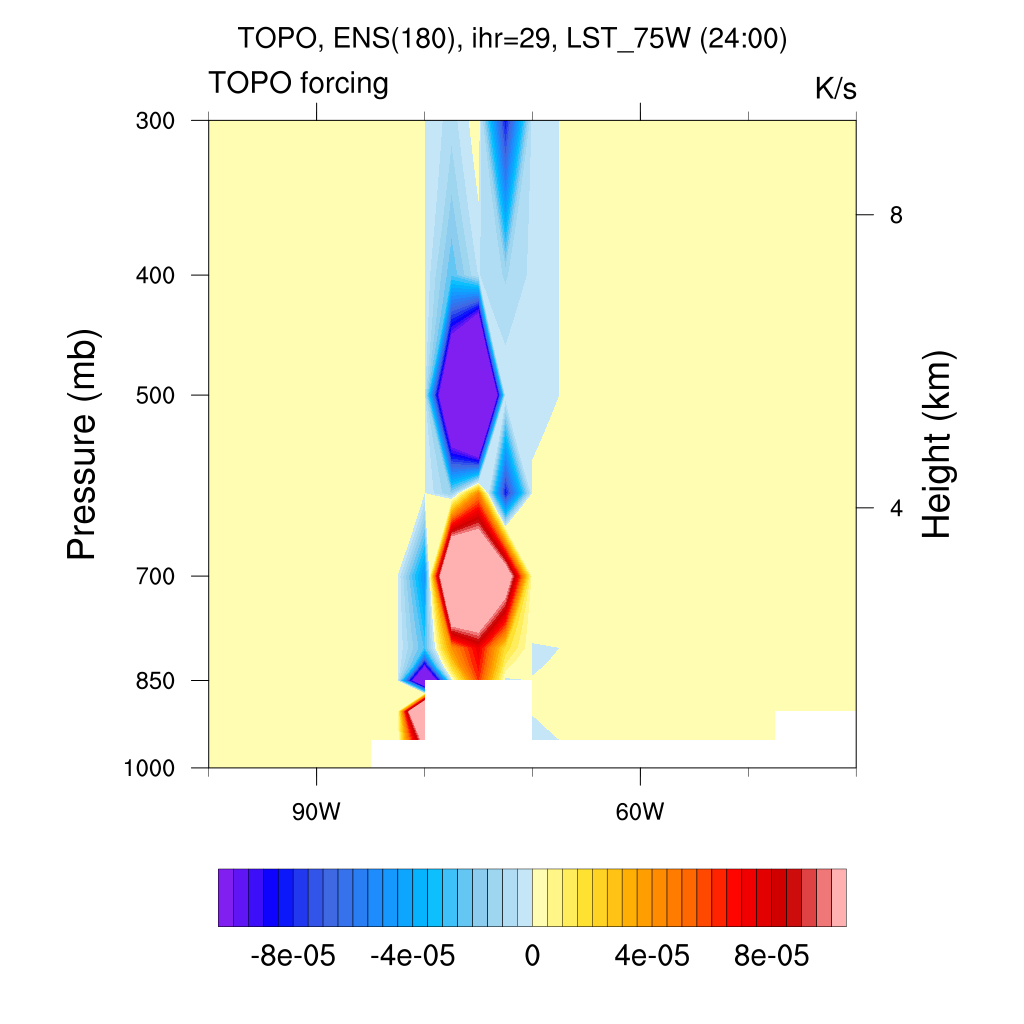 TOPO, ENS(180), ihr=29, LST_75W (24:00)
TOPO forcing K/s
300
400
500
700
850
1000
Pressure (mb)
8
4
Height (km)
90W 60W
-8e-05 -4e-05 0 4e-05 8e-05